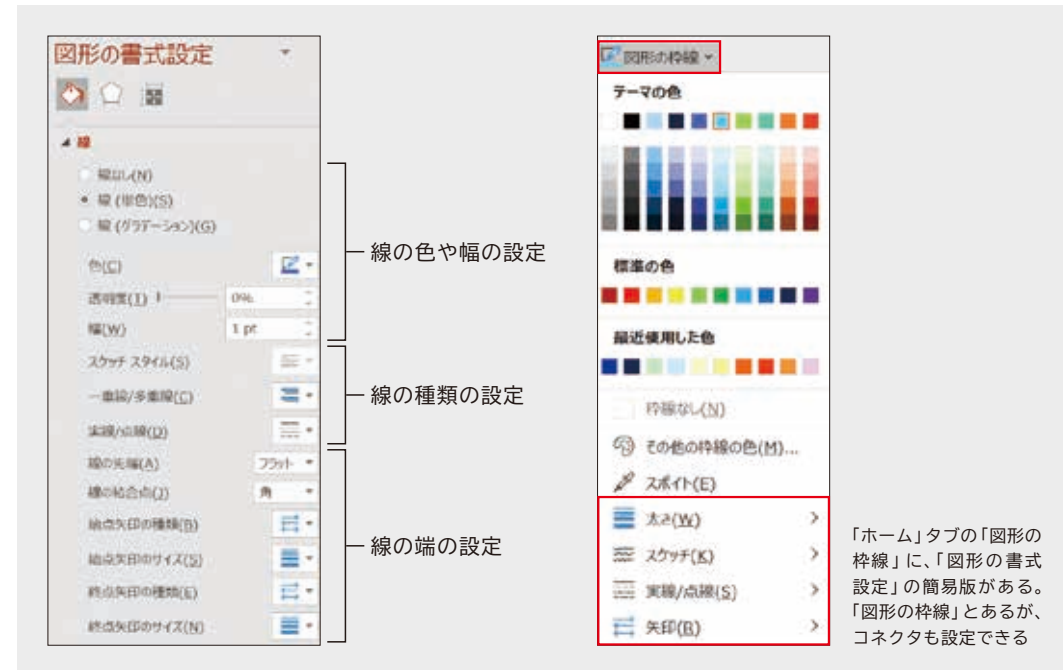 図形の書式設定
線
線なし(N)
線 (単色)(S)
線 (グラデーション)(G)
色(C)
透明度(T)
0%
幅(W)
1 pt
スケッチ スタイル(S)
一重線/多重線(C)
実線/点線(D)
線の先端(A)
フラット
線の結合点(J)
角
始点矢印の種類(B)
始点矢印のサイズ(S)
終点矢印の種類(E)
終点矢印のサイズ(N)
線の色や幅の設定
線の種類の設定
線の端の設定
図形の枠線
テーマの色
標準の色
最近使用した色
枠線なし(N)
その他の枠線の色(M)...
スポイト(E)
太さ(W)
スケッチ(K)
実線/点線(S)
矢印(R)
「ホーム」タブの「図形の
枠線」に、「図形の書式
設定」の簡易版がある。
「図形の枠線」とあるが、
コネクタも設定できる